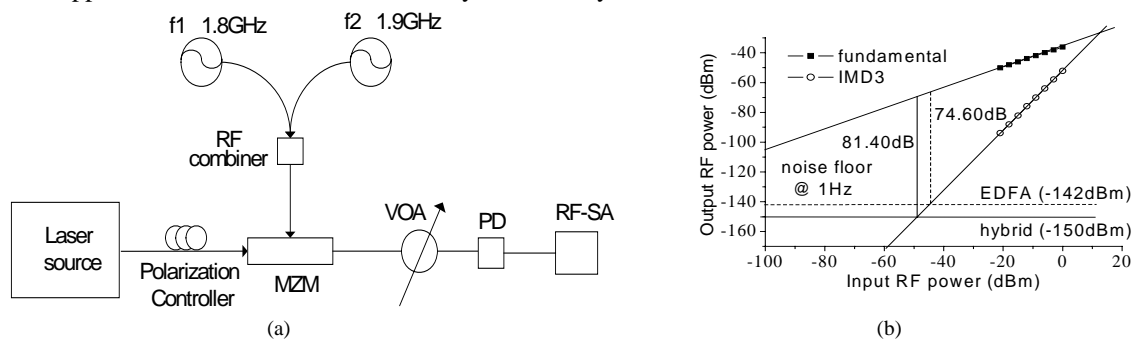 f1 1.8GHz
f2 1.9GHz
RF
combiner
Laser
source
Polarization
Controller
MZM
VOA
PD
RF-SA
(a)
Output RF power (dBm)
-40
-60
-80
-100
-120
-140
-160
fundamental
IMD3
74.60dB
81.40dB
noise floor
@ 1Hz
EDFA (-142dBm)
hybrid (-150dBm)
-100 -80 -60 -40 -20 0 20
Input RF power (dBm)
(b)